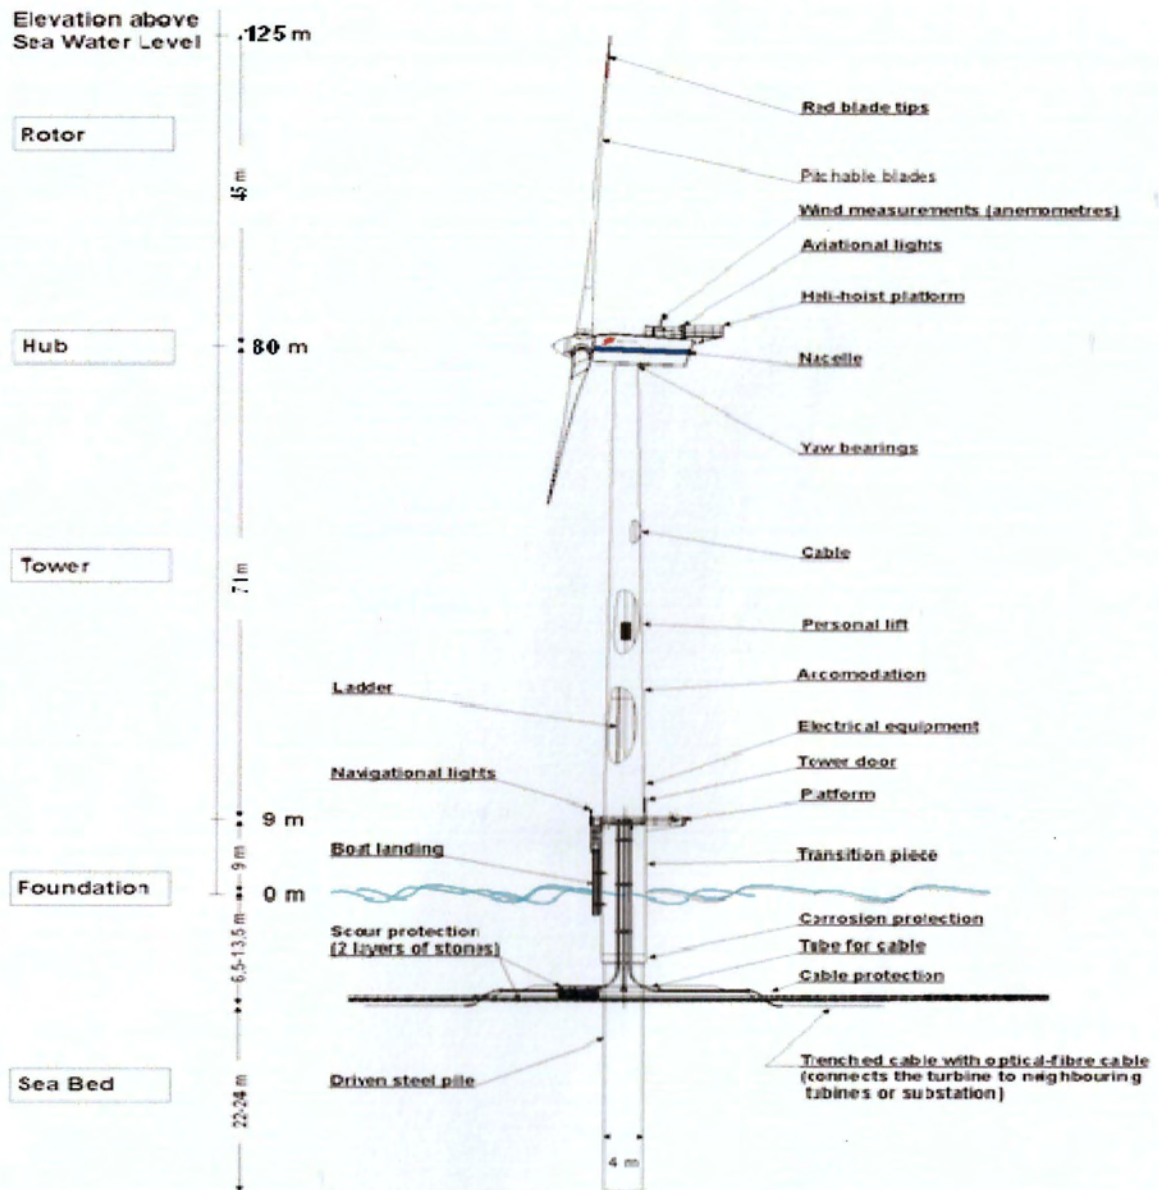 Elevation above
Sea Water Level
125 m
Rotor
45 m
Hub
80 m
Tower
71m
9 m
9 m
Foundation
0 m
6,5-13,5 m
Sea Bed
22-24 m
Red blade tips
Pitchable blades
Wind measurements (anemometres)
Aviational lights
Heli-hoist platform
Nacelle
Yaw bearings
Cable
Personal lift
Accomodation
Electrical equipment
Tower door
Platform
Transition piece
Corrosion protection
Tube for cable
Cable protection
Trenched cable with optical-fibre cable
(connects the turbine to neighbouring
tubines or substation)
Ladder
Navigational lights
Boat landing
Scour protection
(2 layers of stones)
Driven steel pile
4 m